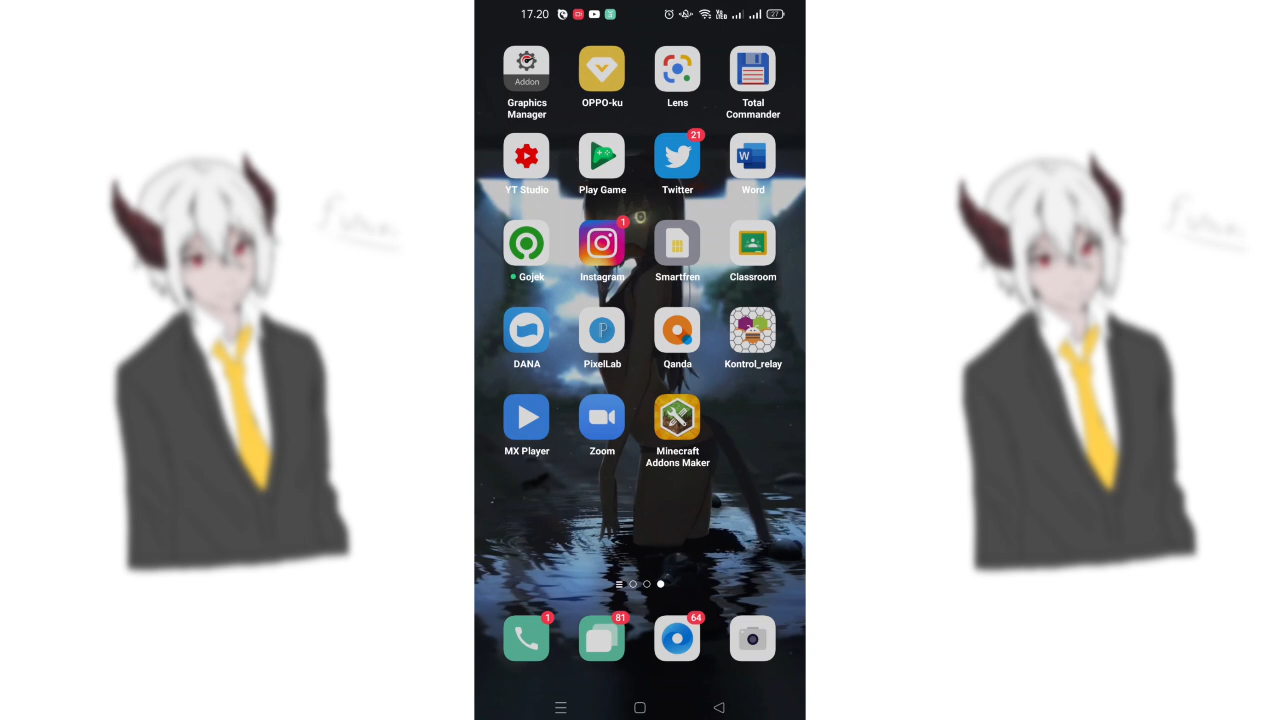 17.20
27
Addon
Graphics Manager
OPPO-ku
Lens
Total Commander
21
YT Studio
Play Game
Twitter
W
Word
1
Gojek
Instagram
Smartfren
Classroom
DANA
P
PixelLab
Qanda
Kontrol_relay
MX Player
Zoom
Minecraft Addons Maker
1
81
64